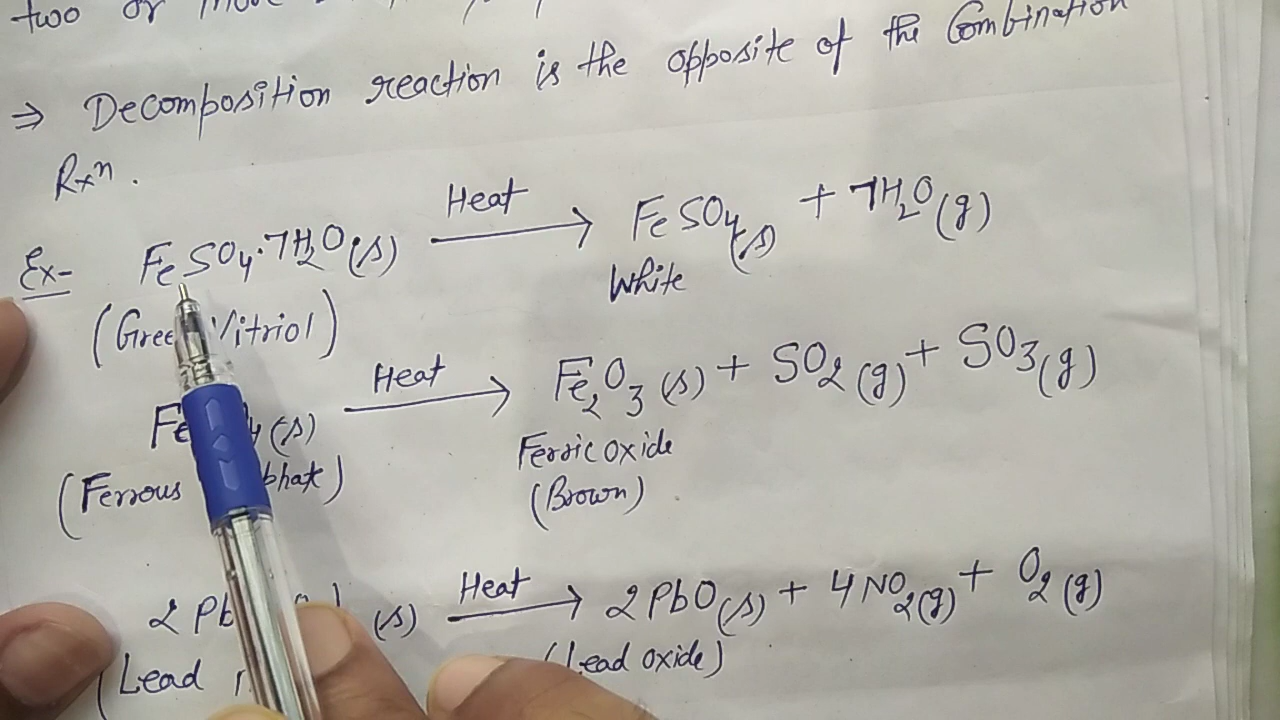 two or
⇒ Decomposition reaction is the opposite of the Combination
Rxⁿ.
Ex- FeSO₄·7H₂O(s) Heat → FeSO₄(s) + 7H₂O(g)
(Gree Vitriol) White
Fe (s) Heat → Fe₂O₃(s) + SO₂(g) + SO₃(g)
(Ferrous phat) Ferric oxide
(Brown)
2Pb (s) Heat → 2PbO(s) + 4NO₂(g) + O₂(g)
(Lead (Lead oxide)